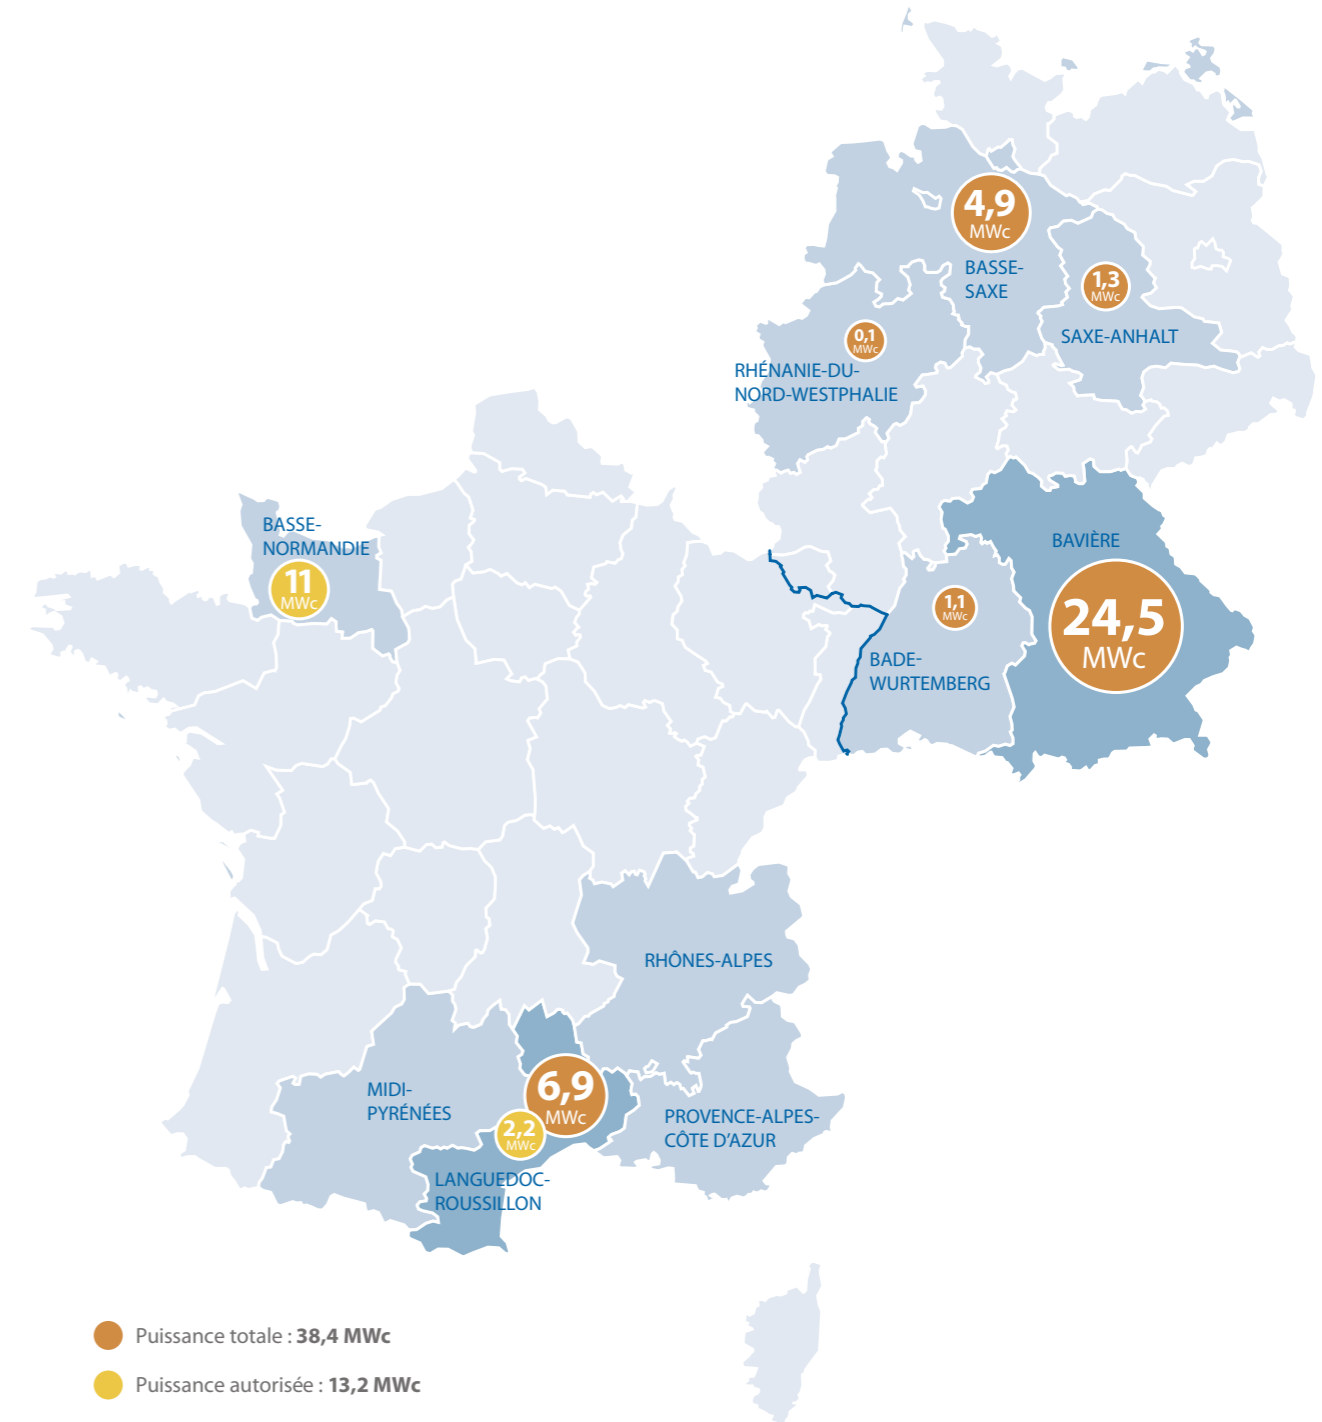 4,9
MWc
BASSE-
SAXE
1,3
MWc
SAXE-ANHALT
0,1
MWc
RHÉNANIE-DU-
NORD-WESTPHALIE
BASSE-
NORMANDIE
11
MWc
BAVIÈRE
24,5
MWc
1,1
MWc
BADE-
WURTEMBERG
RHÔNES-ALPES
MIDI-
PYRÉNÉES
6,9
MWc
2,2
MWc
PROVENCE-ALPES-
CÔTE D'AZUR
LANGUEDOC-
ROUSSILLON
Puissance totale : 38,4 MWc
Puissance autorisée : 13,2 MWc